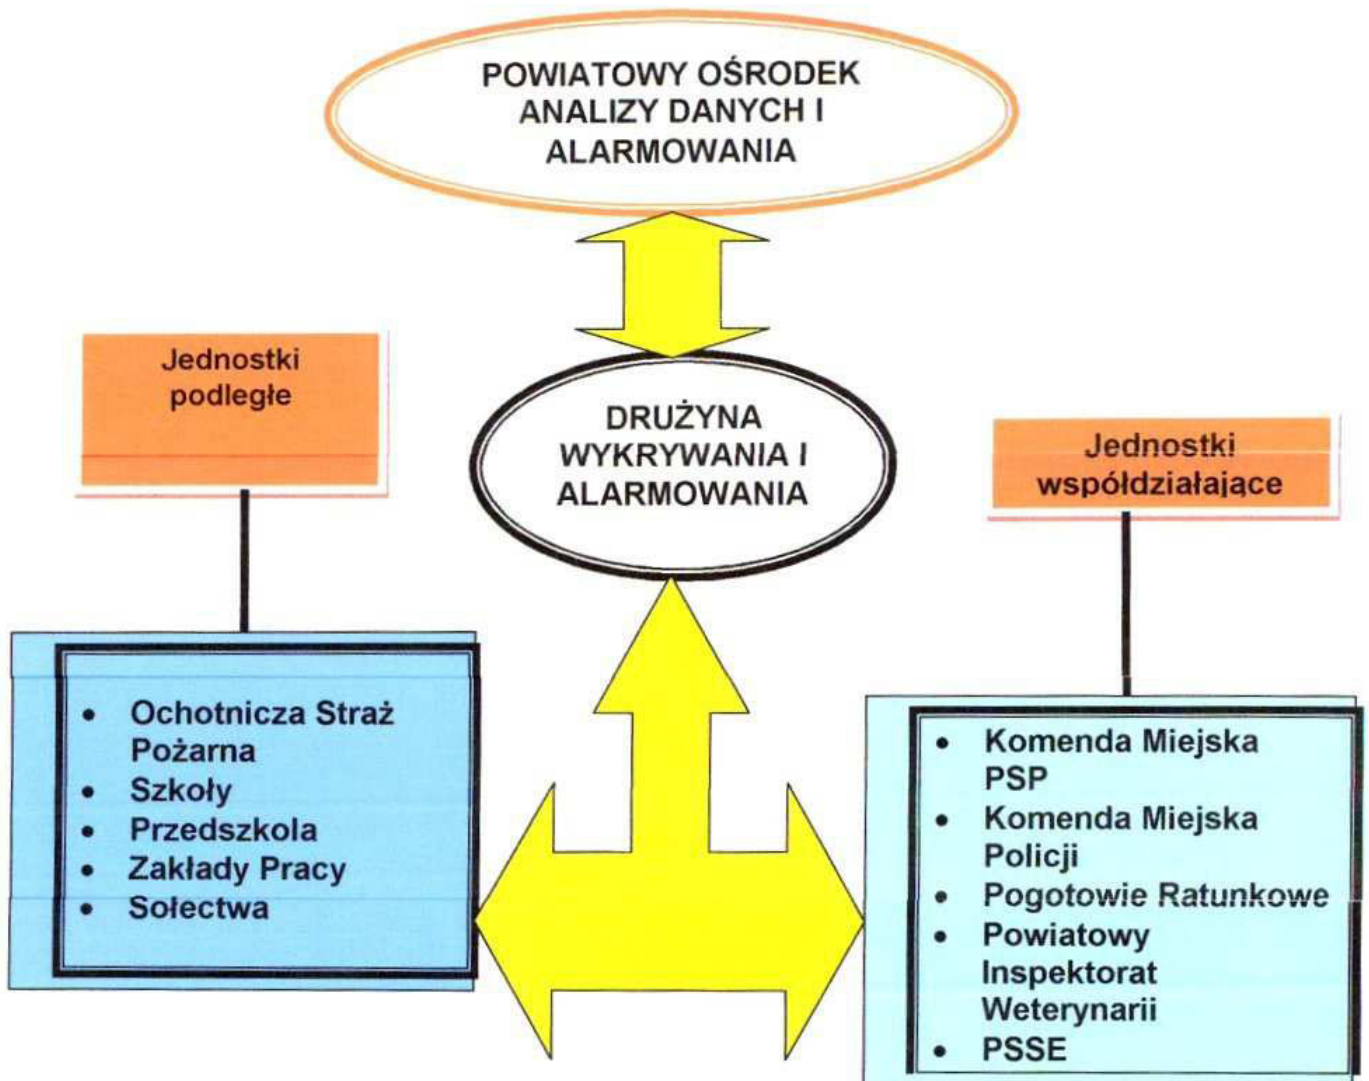 POWIATOWY OŚRODEK
ANALIZY DANYCH I
ALARMOWANIA
Jednostki
podległe
DRUŻYNA
WYKRYWANIA I
ALARMOWANIA
Jednostki
współdziałające
• Ochotnicza Straż
Pożarna
• Szkoły
• Przedszkola
• Zakłady Pracy
• Sołectwa
• Komenda Miejska
PSP
• Komenda Miejska
Policji
• Pogotowie Ratunkowe
• Powiatowy
Inspektorat
Weterynarii
• PSSE